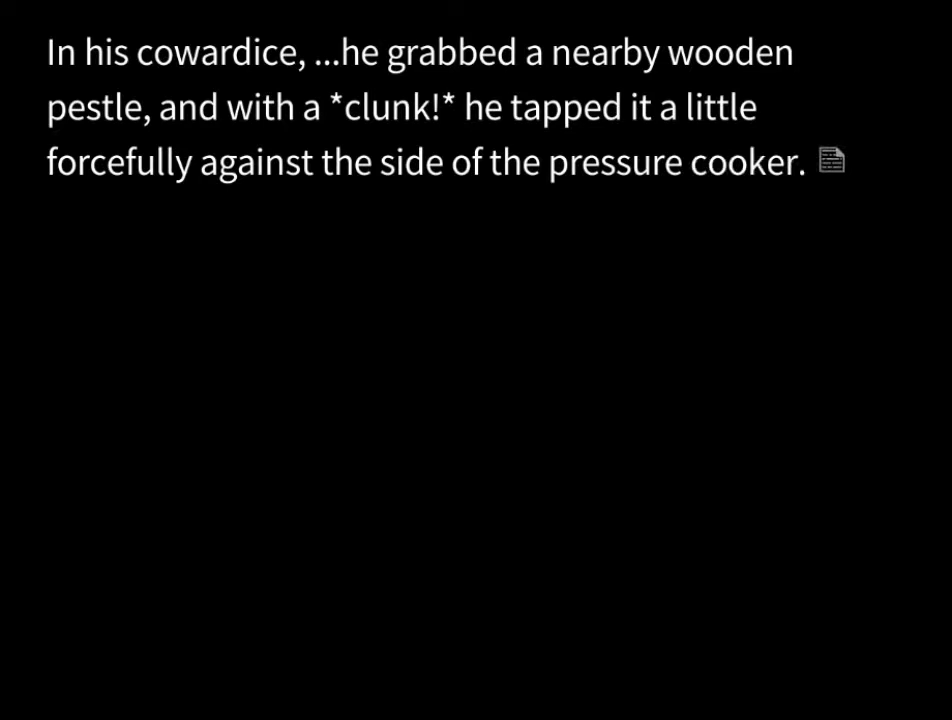 In his cowardice, ...he grabbed a nearby wooden
pestle, and with a *clunk!* he tapped it a little
forcefully against the side of the pressure cooker.